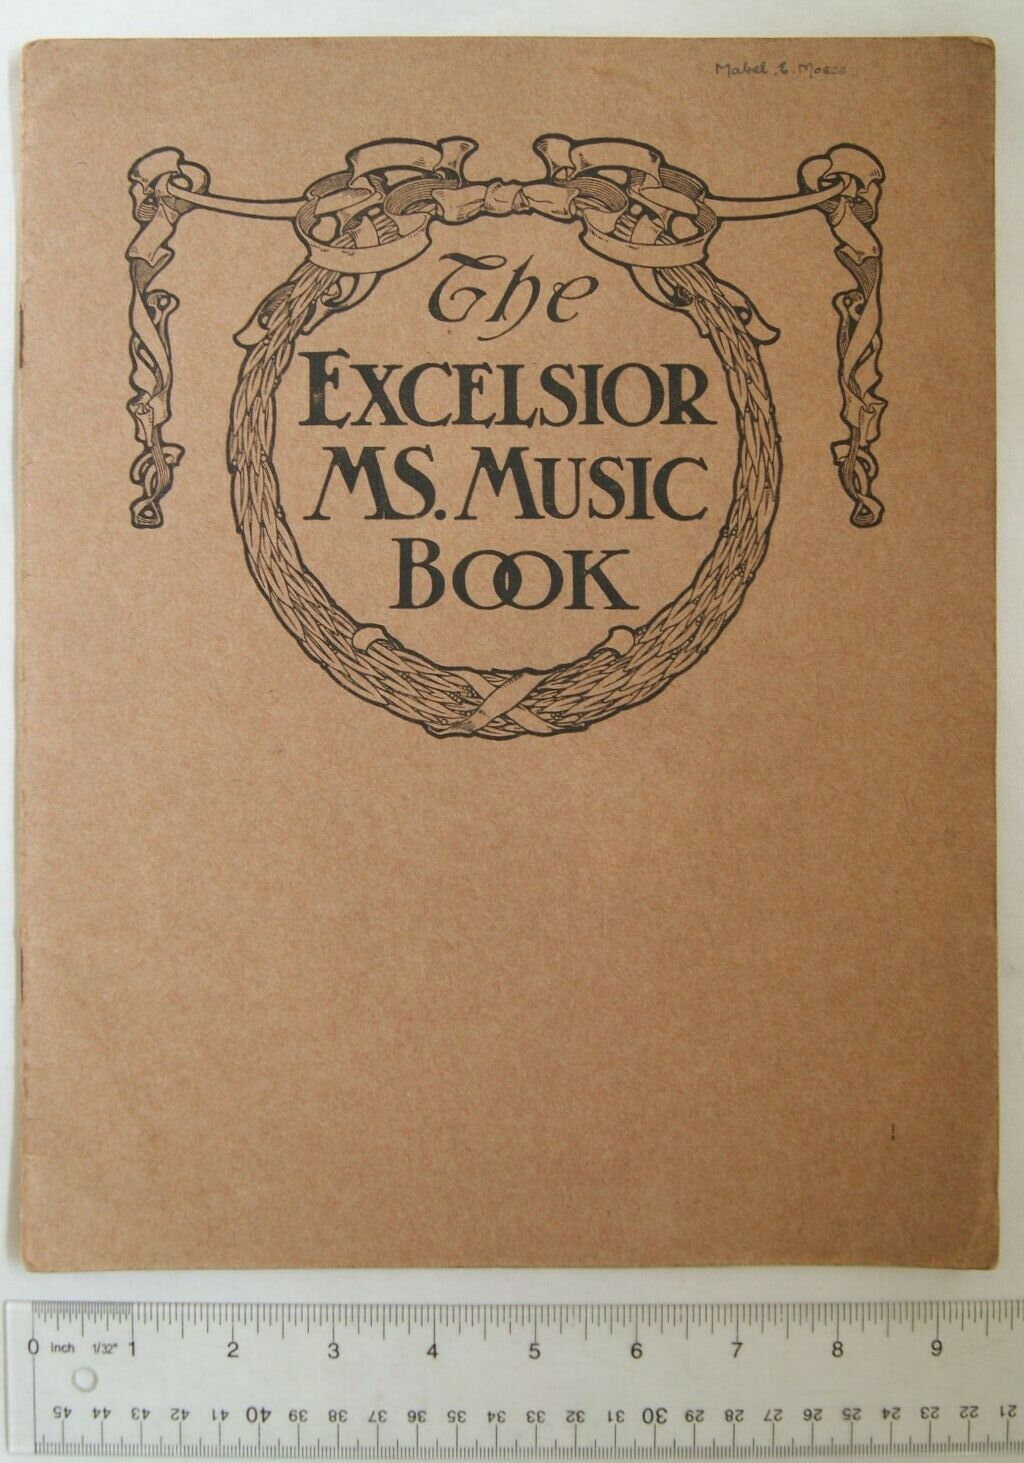 Mabel. E. Moses
The
EXCELSIOR
MS. MUSIC
BOOK
0 Inch 1/32" 1 2 3 4 5 6 7 8 9
45 44 43 42 41 40 39 38 37 36 35 34 33 32 31 30 29 28 27 26 25 24 23 22 21